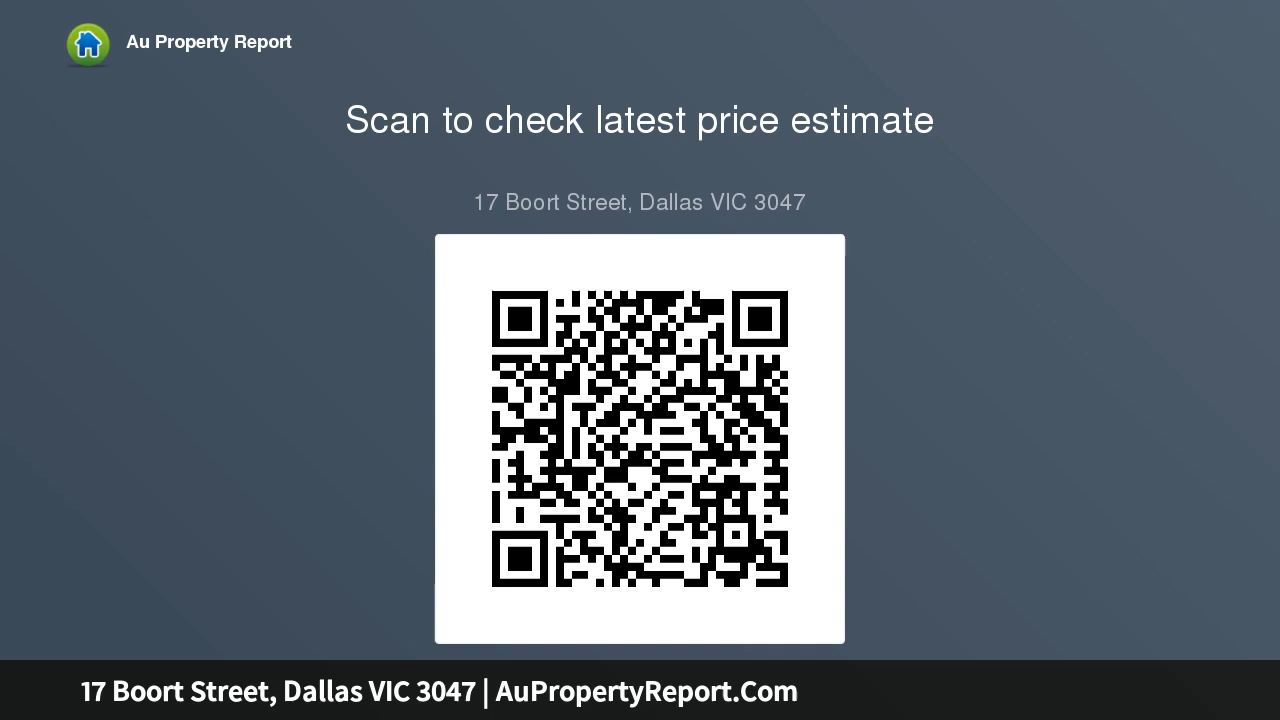 Au Property Report
Scan to check latest price estimate
17 Boort Street, Dallas VIC 3047
17 Boort Street, Dallas VIC 3047 | AuPropertyReport.Com